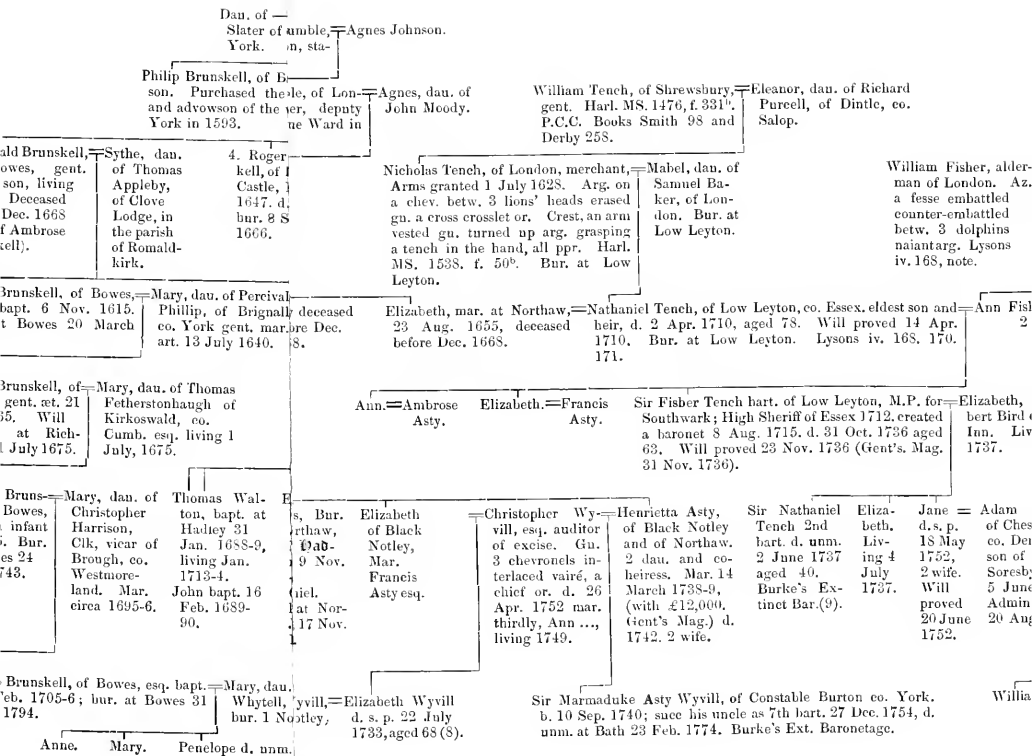 Dau. of —
Slater of umble,=Agnes Johnson.
York. n, sta-
Philip Brunskell, of B
son. Purchased the le, of Lon-=Agnes, dau. of
and advowson of the er, deputy John Moody.
York in 1593. ne Ward in
William Tench, of Shrewsbury,=Eleanor, dau. of Richard
gent. Harl. MS. 1476, f. 331b. Purcell, of Dintle, co.
P.C.C. Books Smith 98 and Salop.
Derby 258.
ald Brunskell,=Sythe, dau.
owes, gent. of Thomas
son, living Appleby,
Deceased of Clove
Dec. 1668 Lodge, in
f Ambrose the parish
kell). of Romald-
kirk.
4. Roger
kell, of
Castle,
1647. d.
bur. 8 S
1666.
Nicholas Tench, of London, merchant,=Mabel, dau. of
Arms granted 1 July 1628. Arg. on Samuel Ba-
a chev. betw. 3 lions' heads erased ker, of Lon-
gu. a cross crosslet or. Crest, an arm don. Bur. at
vested gu. turned up arg. grasping Low Leyton.
a tench in the hand, all ppr. Harl.
MS. 1538. f. 50b. Bur. at Low
Leyton.
William Fisher, alder-
man of London. Az.
a fesse embattled
counter-embattled
betw. 3 dolphins
naiant arg. Lysons
iv. 168, note.
Brunskell, of Bowes,=Mary, dau. of Percival
bapt. 6 Nov. 1615. Phillip, of Brignall deceased
t Bowes 20 March co. York gent. mar. bre Dec.
art. 13 July 1640. 8.
Elizabeth, mar. at Northaw,=Nathaniel Tench, of Low Leyton, co. Essex. eldest son and=Ann Fish
23 Aug. 1655, deceased heir, d. 2 Apr. 1710, aged 78. Will proved 14 Apr. 2
before Dec. 1668. 1710. Bur. at Low Leyton. Lysons iv. 168. 170.
171.
Brunskell, of=Mary, dau. of Thomas
gent. æt. 21 Fetherstonhaugh of
65. Will Kirkoswald, co.
at Rich- Cumb. esq. living 1
l July 1675. July, 1675.
Ann.=Ambrose Elizabeth.=Francis
Asty. Asty.
Sir Fisher Tench bart. of Low Leyton, M.P. for=Elizabeth,
Southwark; High Sheriff of Essex 1712. created bert Bird
a baronet 8 Aug. 1715. d. 31 Oct. 1736 aged Inn. Liv
63. Will proved 23 Nov. 1736 (Gent's. Mag. 1737.
31 Nov. 1736).
Bruns-=Mary, dau. of
Bowes, Christopher
infant Harrison,
. Bur. Clk, vicar of
es 24 Brough, co.
743. Westmore-
land. Mar.
circa 1695-6.
Thomas Wal-
ton, bapt. at
Hadley 31
Jan. 1688-9,
living Jan.
1713-4.
John bapt. 16
Feb. 1689-
90.
s, Bur.
rthaw,
Dau-
9 Nov.
niel.
at Nor-
17 Nov.
Elizabeth
of Black
Notley,
Mar.
Francis
Asty esq.
=Christopher Wy-=Henrietta Asty,
vill, esq. auditor of Black Notley
of excise. Gu. and of Northaw.
3 chevronels in- 2 dau. and co-
terlaced vairé, a heiress. Mar. 14
chief or. d. 26 March 1738-9,
Apr. 1752 mar. (with £12,000.
thirdly, Ann ..., Gent's Mag.) d.
living 1749. 1742. 2 wife.
Sir Nathaniel
Tench 2nd
bart. d. unm.
2 June 1737
aged 40.
Burke's Ex-
tinct Bar.(9).
Eliza-
beth.
Liv-
ing 4
July
1737.
Jane = Adam
d.s.p. of Ches
18 May co. De
1752, son of
2 wife. Soresb
Will 5 June
proved Admin
20 June 20 Aug
1752.
Brunskell, of Bowes, esq. bapt.=Mary, dau.
eb. 1705-6; bur. at Bowes 31 Whytell,
1794. bur. 1 N
yvill,=Elizabeth Wyvill
otley, d. s. p. 22 July
1733, aged 68 (8).
Sir Marmaduke Asty Wyvill, of Constable Burton co. York.
b. 10 Sep. 1740; succ his uncle as 7th bart. 27 Dec. 1754, d.
unm. at Bath 23 Feb. 1774. Burke's Ext. Baronetage.
Willia
Anne. Mary. Penelope d. unm.